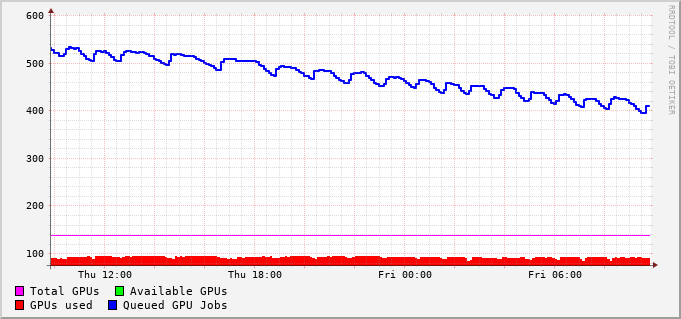 600
500
400
300
200
100
Thu 12:00 Thu 18:00 Fri 00:00 Fri 06:00
Total GPUs Available GPUs
GPUs used Queued GPU Jobs
RRDTOOL / TOBI OETIKER